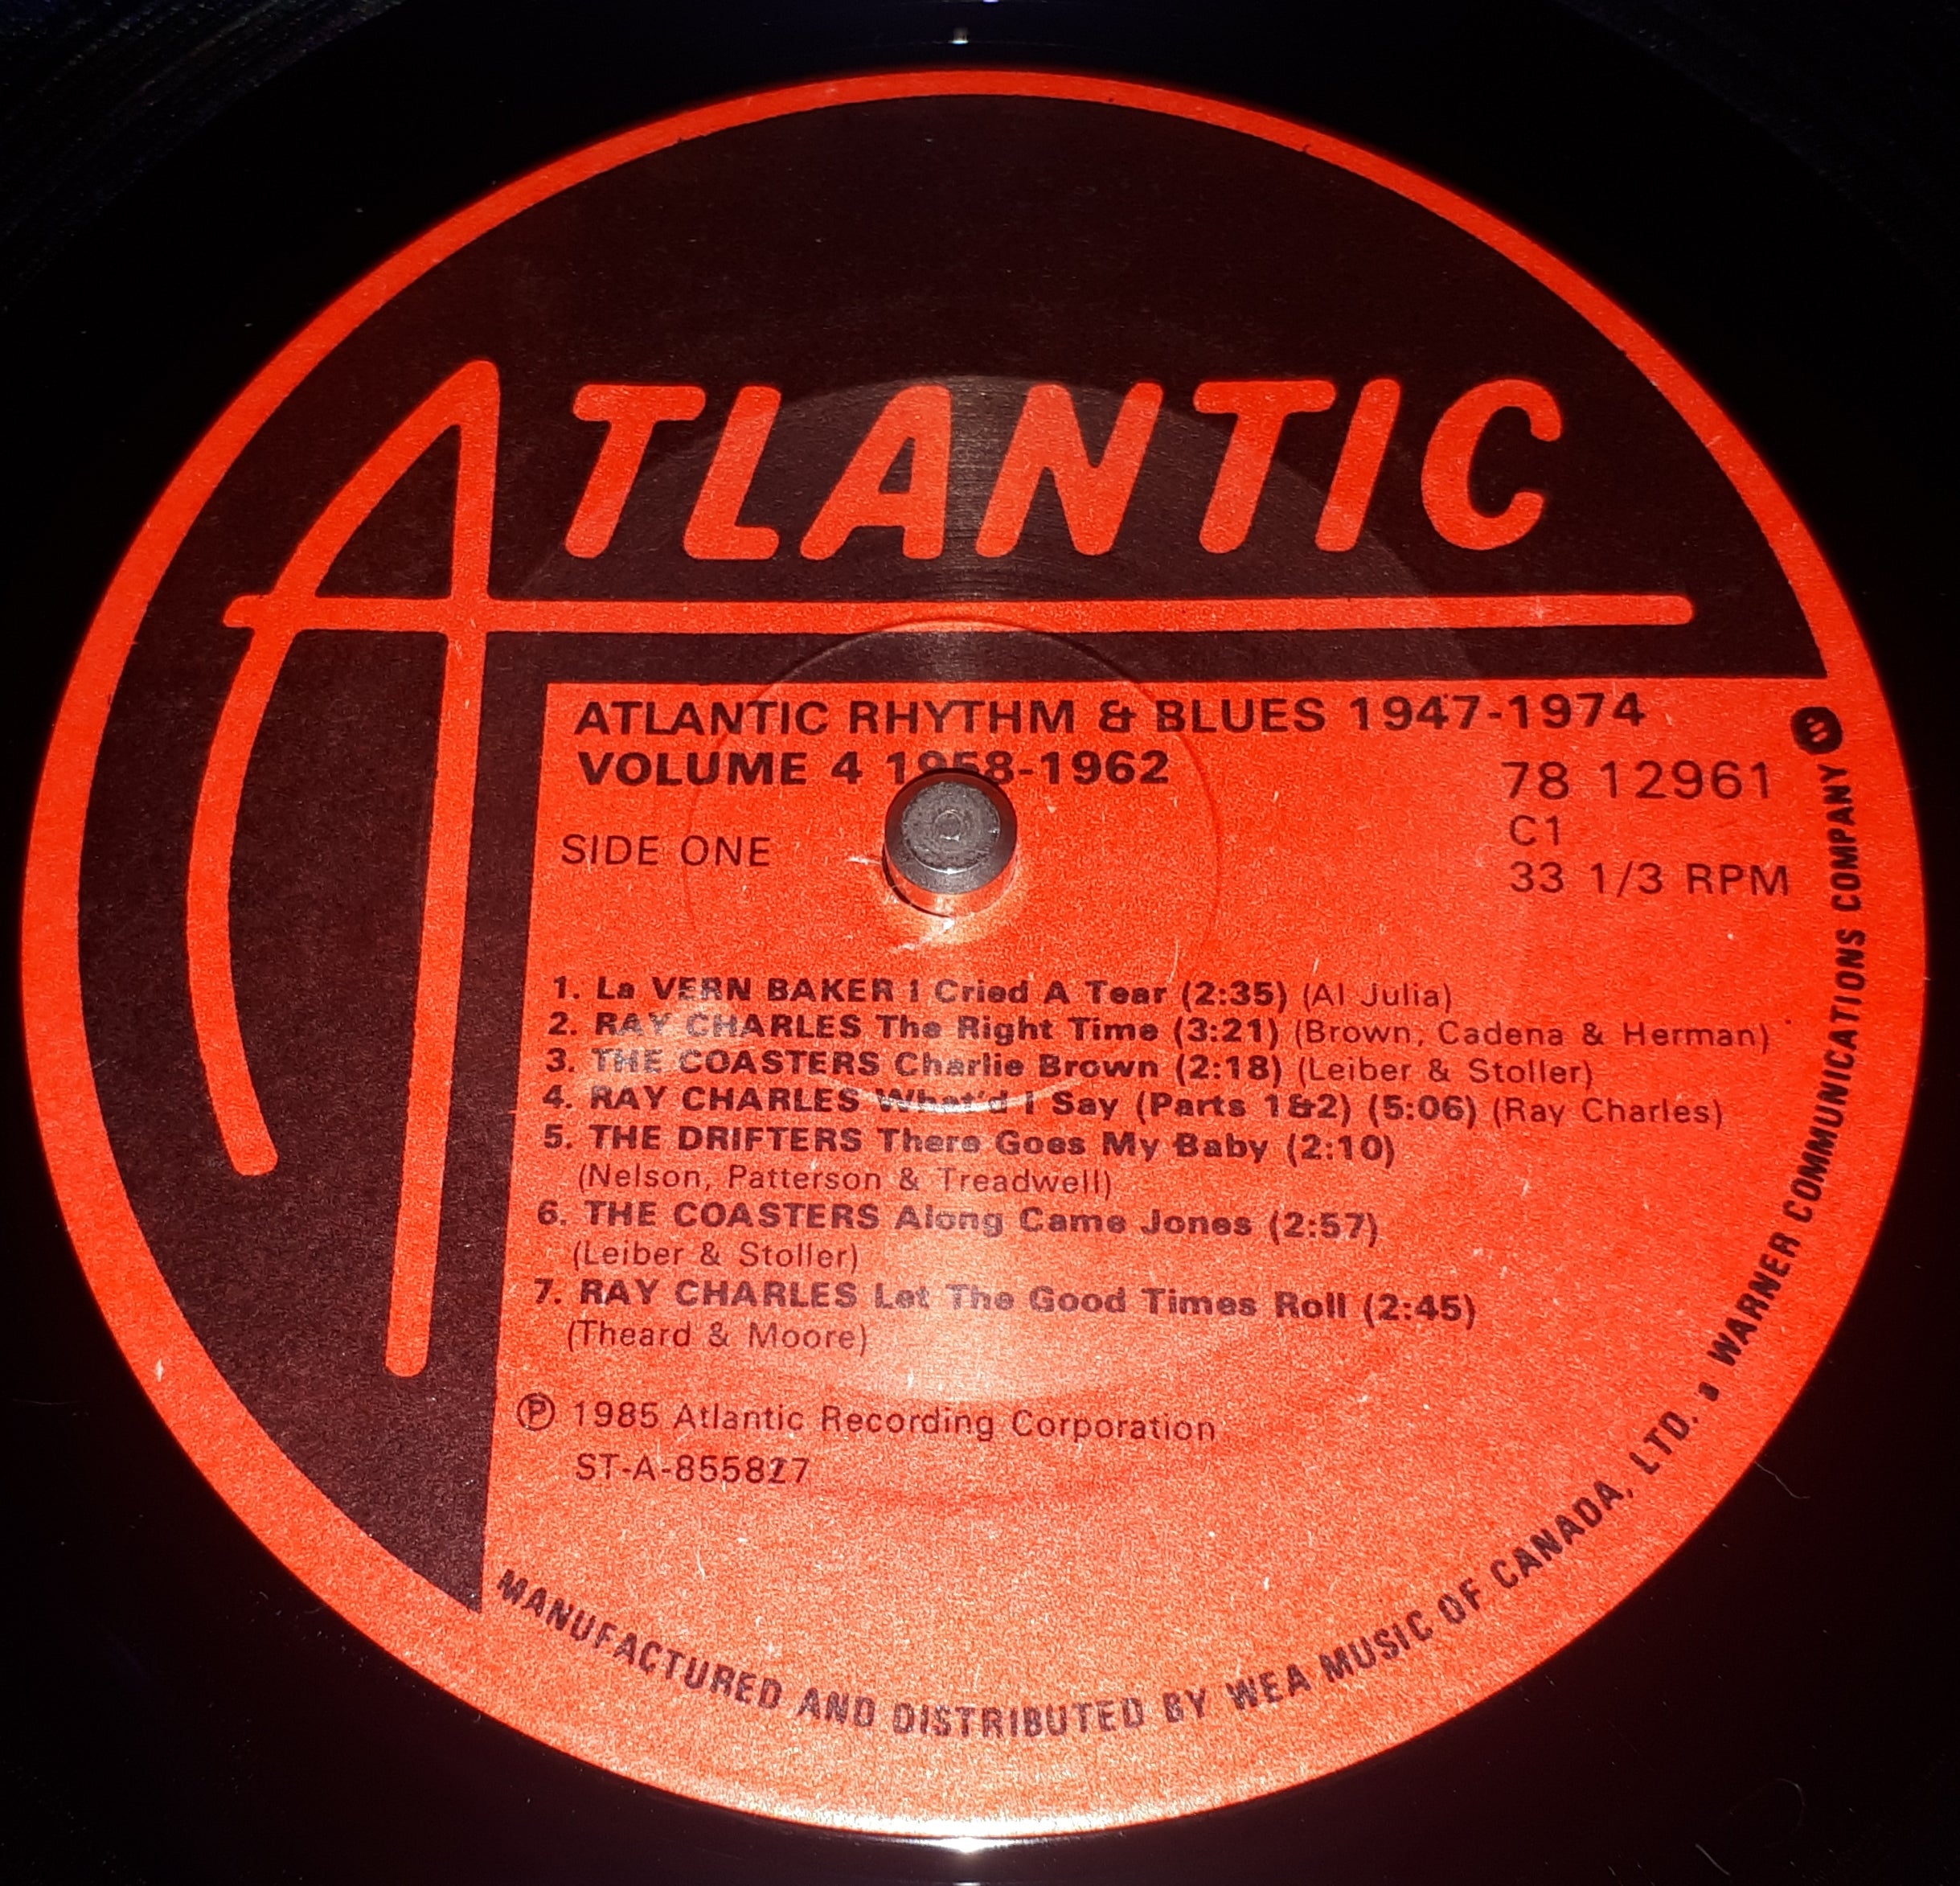 ATLANTIC
ATLANTIC RHYTHM & BLUES 1947-1974
VOLUME 4 1958-1962
78 12961
SIDE ONE
C1
33 1/3 RPM
1. La VERN BAKER I Cried A Tear (2:35) (Al Julia)
2. RAY CHARLES The Right Time (3:21) (Brown, Cadena & Herman)
3. THE COASTERS Charlie Brown (2:18) (Leiber & Stoller)
4. RAY CHARLES What'd I Say (Parts 1&2) (5:06) (Ray Charles)
5. THE DRIFTERS There Goes My Baby (2:10)
(Nelson, Patterson & Treadwell)
6. THE COASTERS Along Came Jones (2:57)
(Leiber & Stoller)
7. RAY CHARLES Let The Good Times Roll (2:45)
(Theard & Moore)
℗ 1985 Atlantic Recording Corporation
ST-A-855827
MANUFACTURED AND DISTRIBUTED BY WEA MUSIC OF CANADA, LTD. • WARNER COMMUNICATIONS COMPANY